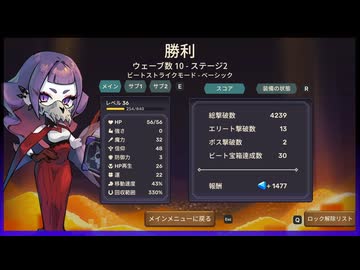 勝利
ウェーブ数 10 - ステージ2
ビートストライクモード - ベーシック
メイン サブ1 サブ2 E
スコア 装備の状態 R
レベル 36
254/840
HP 56/56
強さ 0
魔力 32
信仰 48
防御力 3
HP再生 26
運 22
移動速度 43%
回収範囲 330%
総撃破数 4239
エリート撃破数 13
ボス撃破数 2
ビート宝箱達成数 30
報酬 +1477
メインメニューに戻る Esc
Q ロック解除リスト